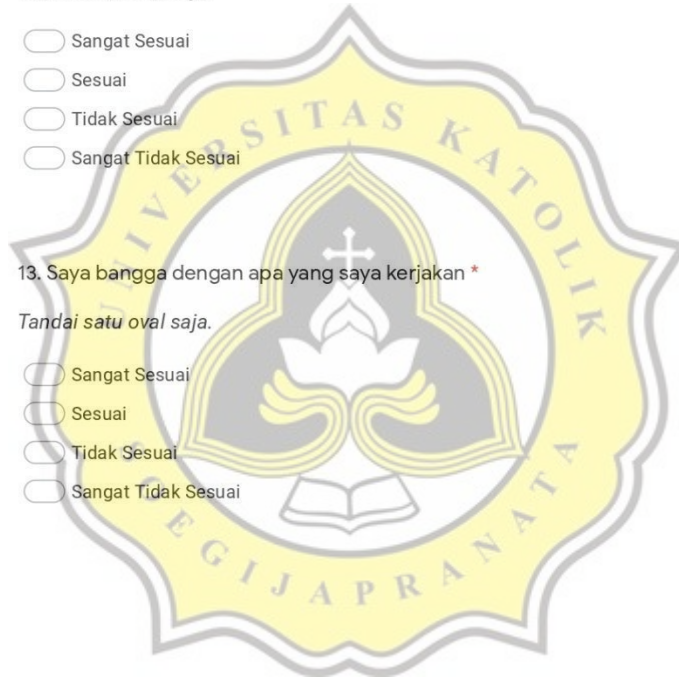 Sangat Sesuai
Sesuai
Tidak Sesuai
Sangat Tidak Sesuai
13. Saya bangga dengan apa yang saya kerjakan *
Tandai satu oval saja.
Sangat Sesuai
Sesuai
Tidak Sesuai
Sangat Tidak Sesuai
UNIVERSITAS KATOLIK
SOEGIJAPRANATA